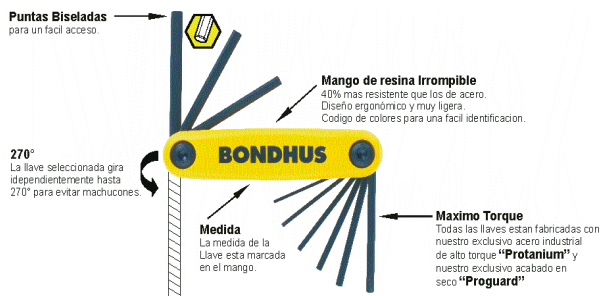 Puntas Biseladas
para un facil acceso.
Mango de resina Irrompible
40% mas resistente que los de acero.
Diseño ergonómico y muy ligera.
Codigo de colores para una facil identificacion.
270°
La llave seleccionada gira
idependientemente hasta
270° para evitar machucones.
BONDHUS
Medida
La medida de la
Llave esta marcada
en el mango.
Maximo Torque
Todas las llaves estan fabricadas con
nuestro exclusivo acero industrial
de alto torque “Protanium” y
nuestro exclusivo acabado en
seco “Proguard”